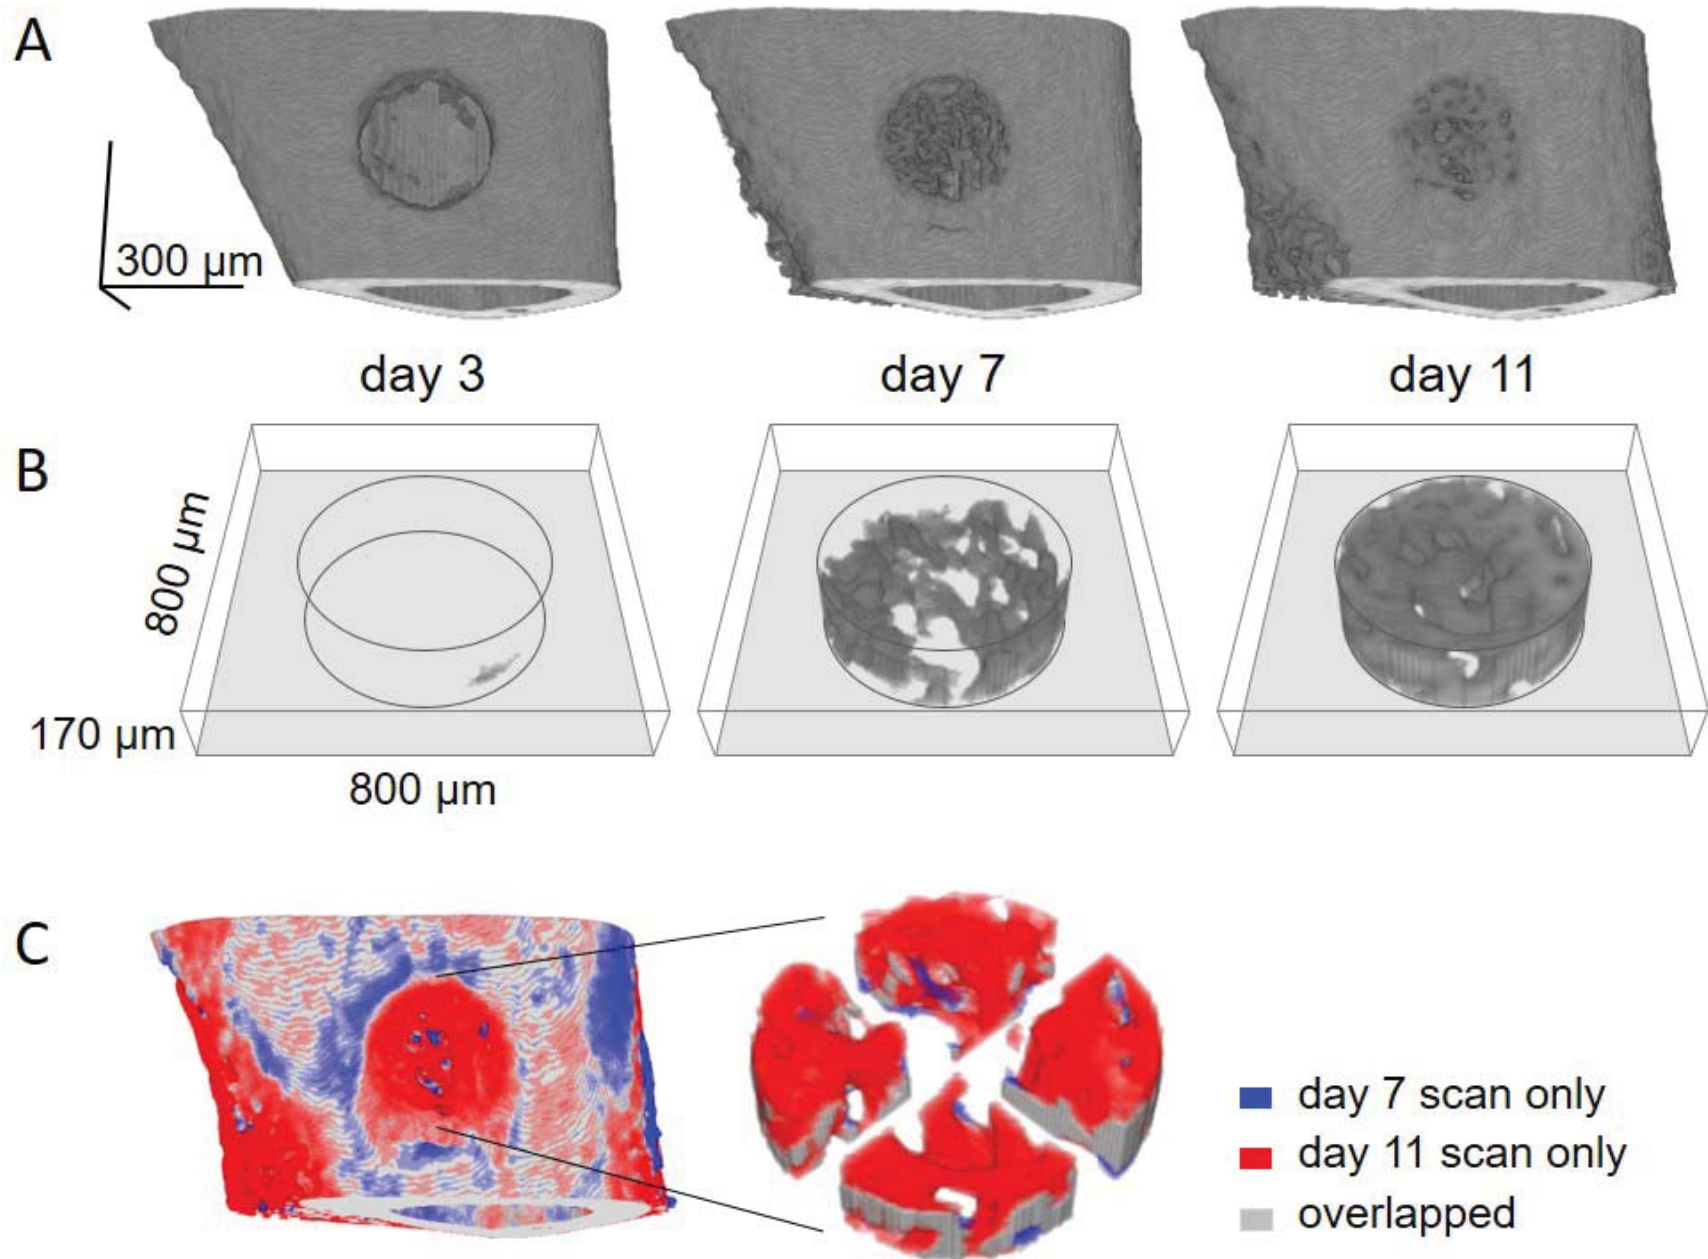 A
300 µm
day 3
day 7
day 11
B
800 µm
170 µm
800 µm
C
day 7 scan only
day 11 scan only
overlapped